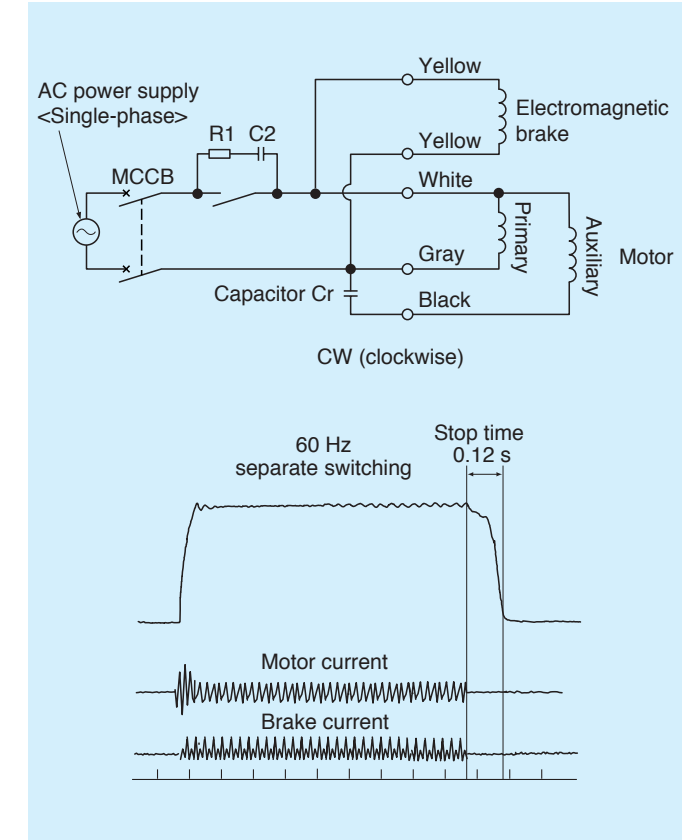 Yellow
AC power supply
<Single-phase>
Electromagnetic
brake
R1 C2
Yellow
MCCB
White
Primary
Auxiliary
Gray
Motor
Capacitor Cr
Black
CW (clockwise)
60 Hz
separate switching
Stop time
0.12 s
Motor current
Brake current